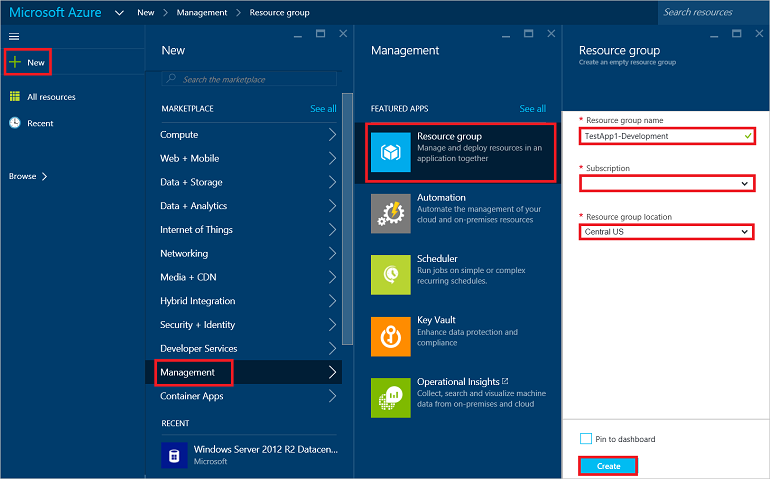 Microsoft Azure New Management Resource group Search resources
New
All resources
Recent
Browse
New
Search the marketplace
MARKETPLACE See all
Compute
Web + Mobile
Data + Storage
Data + Analytics
Internet of Things
Networking
Media + CDN
Hybrid Integration
Security + Identity
Developer Services
Management
Container Apps
RECENT
Windows Server 2012 R2 Datacen...
Microsoft
Management
FEATURED APPS See all
Resource group
Manage and deploy resources in an
application together
Automation
Automate the management of your
cloud and on-premises resources
Scheduler
Run jobs on simple or complex
recurring schedules.
Key Vault
Enhance data protection and
compliance
Operational Insights
Collect, search and visualize machine
data from on-premises and cloud
Resource group
Create an empty resource group
* Resource group name
TestApp1-Development
* Subscription
* Resource group location
Central US
Pin to dashboard
Create